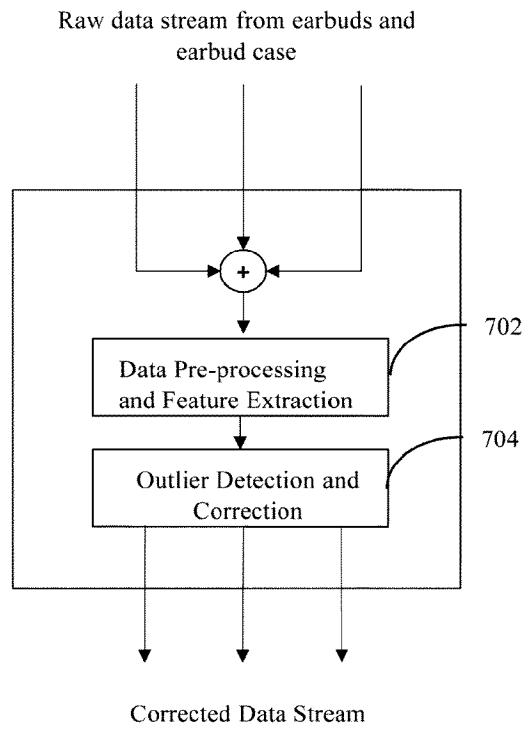 Raw data stream from earbuds and
earbud case
+
702
Data Pre-processing
and Feature Extraction
704
Outlier Detection and
Correction
Corrected Data Stream